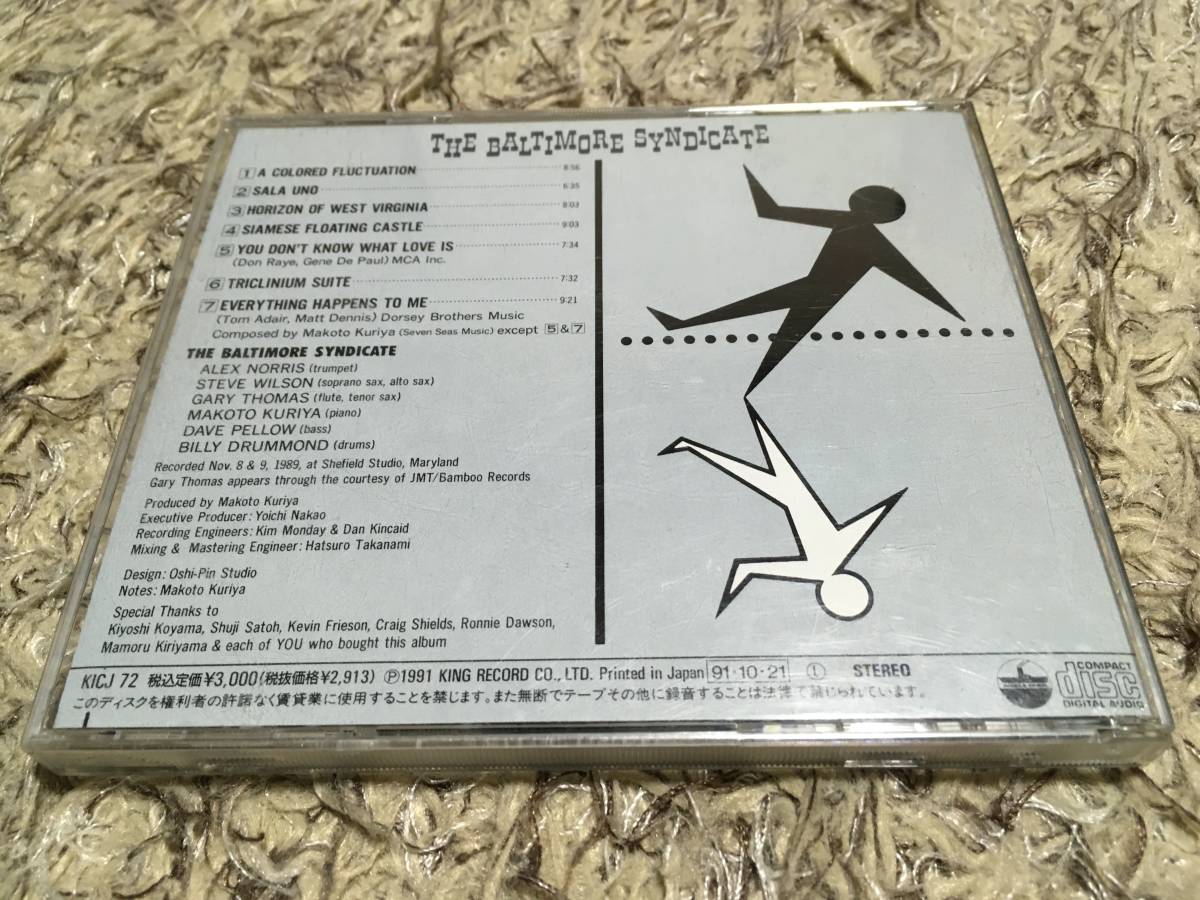 THE BALTIMORE SYNDICATE
1 A COLORED FLUCTUATION 8:56
2 SALA UNO 6:35
3 HORIZON OF WEST VIRGINIA 8:03
4 SIAMESE FLOATING CASTLE 9:03
5 YOU DON'T KNOW WHAT LOVE IS 7:34
(Don Raye, Gene De Paul) MCA Inc.
6 TRICLINIUM SUITE 7:32
7 EVERYTHING HAPPENS TO ME 9:21
(Tom Adair, Matt Dennis) Dorsey Brothers Music
Composed by Makoto Kuriya (Seven Seas Music) except 5 & 7
THE BALTIMORE SYNDICATE
ALEX NORRIS (trumpet)
STEVE WILSON (soprano sax, alto sax)
GARY THOMAS (flute, tenor sax)
MAKOTO KURIYA (piano)
DAVE PELLOW (bass)
BILLY DRUMMOND (drums)
Recorded Nov. 8 & 9, 1989, at Shefield Studio, Maryland
Gary Thomas appears through the courtesy of JMT/Bamboo Records
Produced by Makoto Kuriya
Executive Producer: Yoichi Nakao
Recording Engineers: Kim Monday & Dan Kincaid
Mixing & Mastering Engineer: Hatsuro Takanami
Design: Oshi-Pin Studio
Notes: Makoto Kuriya
Special Thanks to
Kiyoshi Koyama, Shuji Satoh, Kevin Frieson, Craig Shields, Ronnie Dawson,
Mamoru Kiriyama & each of YOU who bought this album
KICJ 72 税込定価¥3,000(税抜価格¥2,913) Ⓟ1991 KING RECORD CO., LTD. Printed in Japan 91・10・21 Ⓘ STEREO
このディスクを権利者の許諾なく賃貸業に使用することを禁じます。また無断でテープその他に録音することは法律で禁じられています。
COMPACT
disc
DIGITAL AUDIO